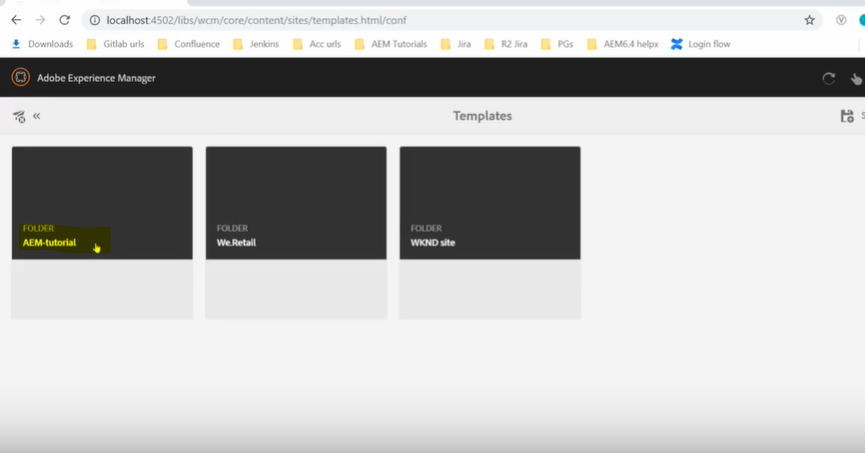 localhost:4502/libs/wcm/core/content/sites/templates.html/conf
Downloads Gitlab urls Confluence Jenkins Acc urls AEM Tutorials Jira R2 Jira PGs AEM6.4 helpx Login flow
Adobe Experience Manager
Templates
FOLDER
AEM-tutorial
FOLDER
We.Retail
FOLDER
WKND site